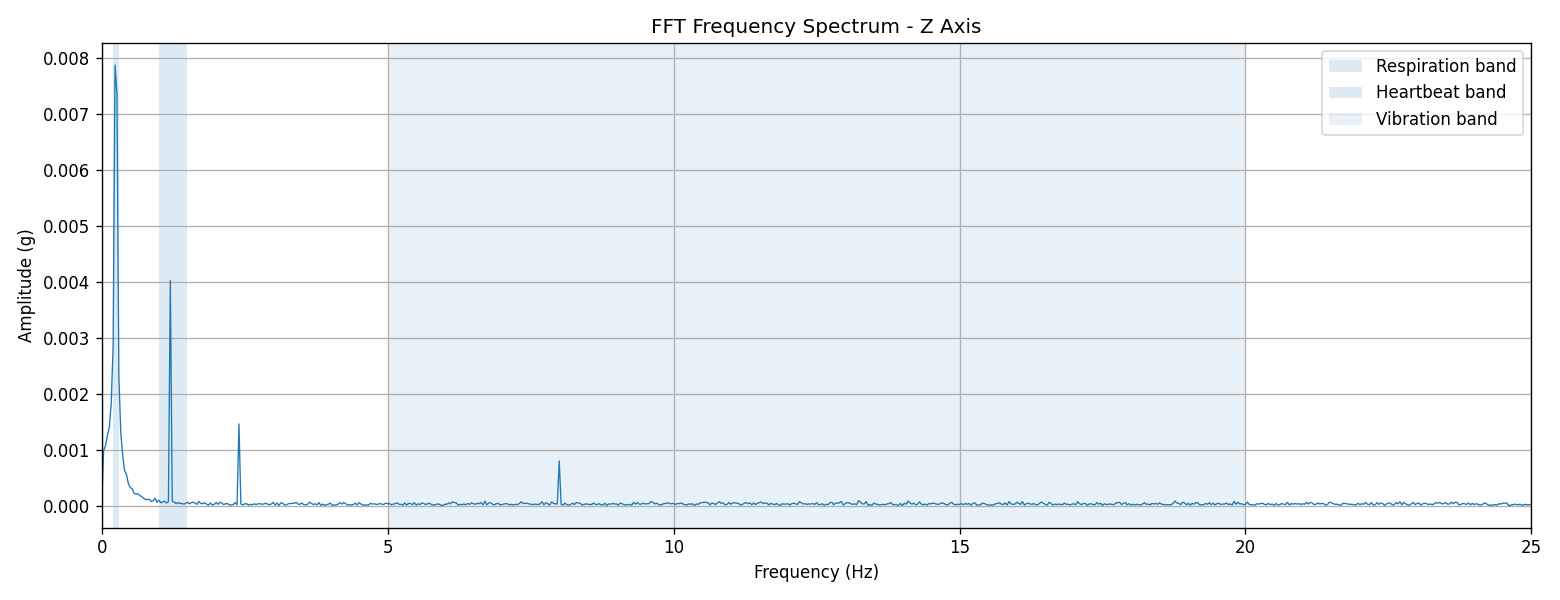 FFT Frequency Spectrum - Z Axis
Respiration band
Heartbeat band
Vibration band
Amplitude (g)
0.008
0.007
0.006
0.005
0.004
0.003
0.002
0.001
0.000
0 5 10 15 20 25
Frequency (Hz)